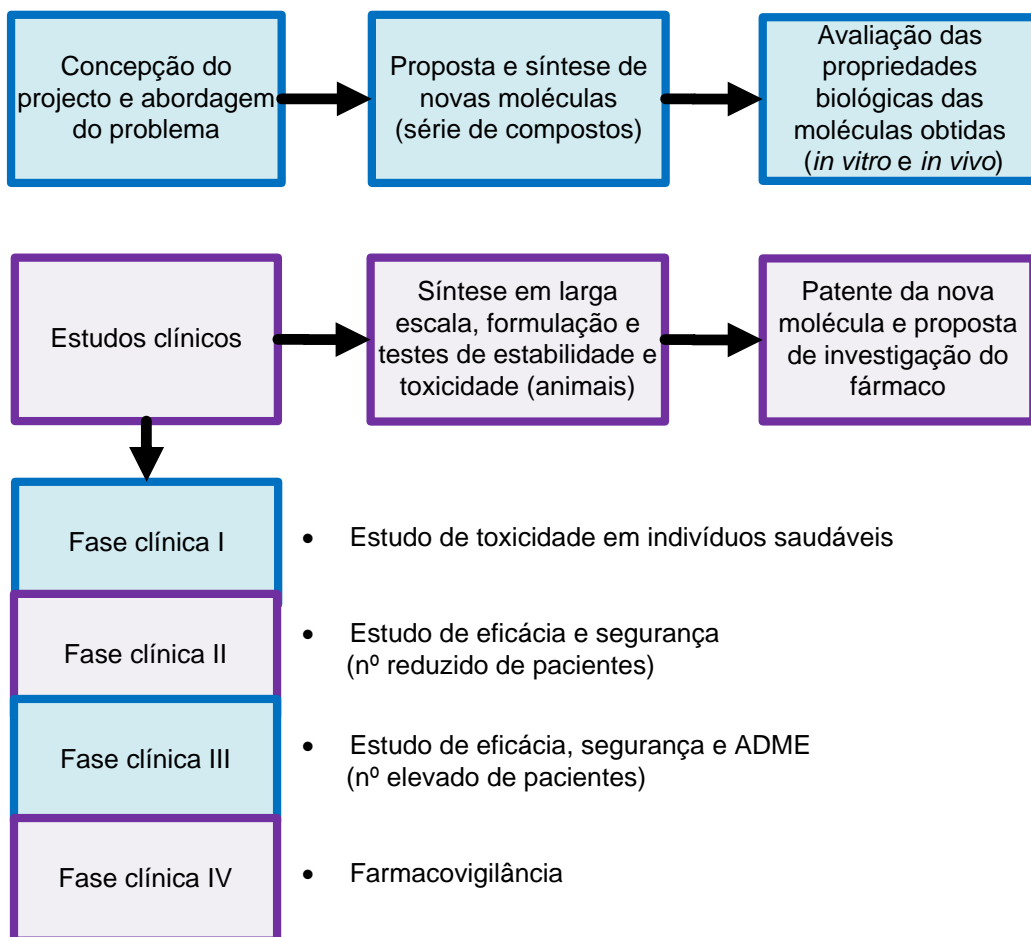 Concepção do
projecto e abordagem
do problema
Proposta e síntese de
novas moléculas
(série de compostos)
Avaliação das
propriedades
biológicas das
moléculas obtidas
(in vitro e in vivo)
Estudos clínicos
Síntese em larga
escala, formulação e
testes de estabilidade e
toxicidade (animais)
Patente da nova
molécula e proposta
de investigação do
fármaco
Fase clínica I
• Estudo de toxicidade em indivíduos saudáveis
Fase clínica II
• Estudo de eficácia e segurança
(nº reduzido de pacientes)
Fase clínica III
• Estudo de eficácia, segurança e ADME
(nº elevado de pacientes)
Fase clínica IV
• Farmacovigilância